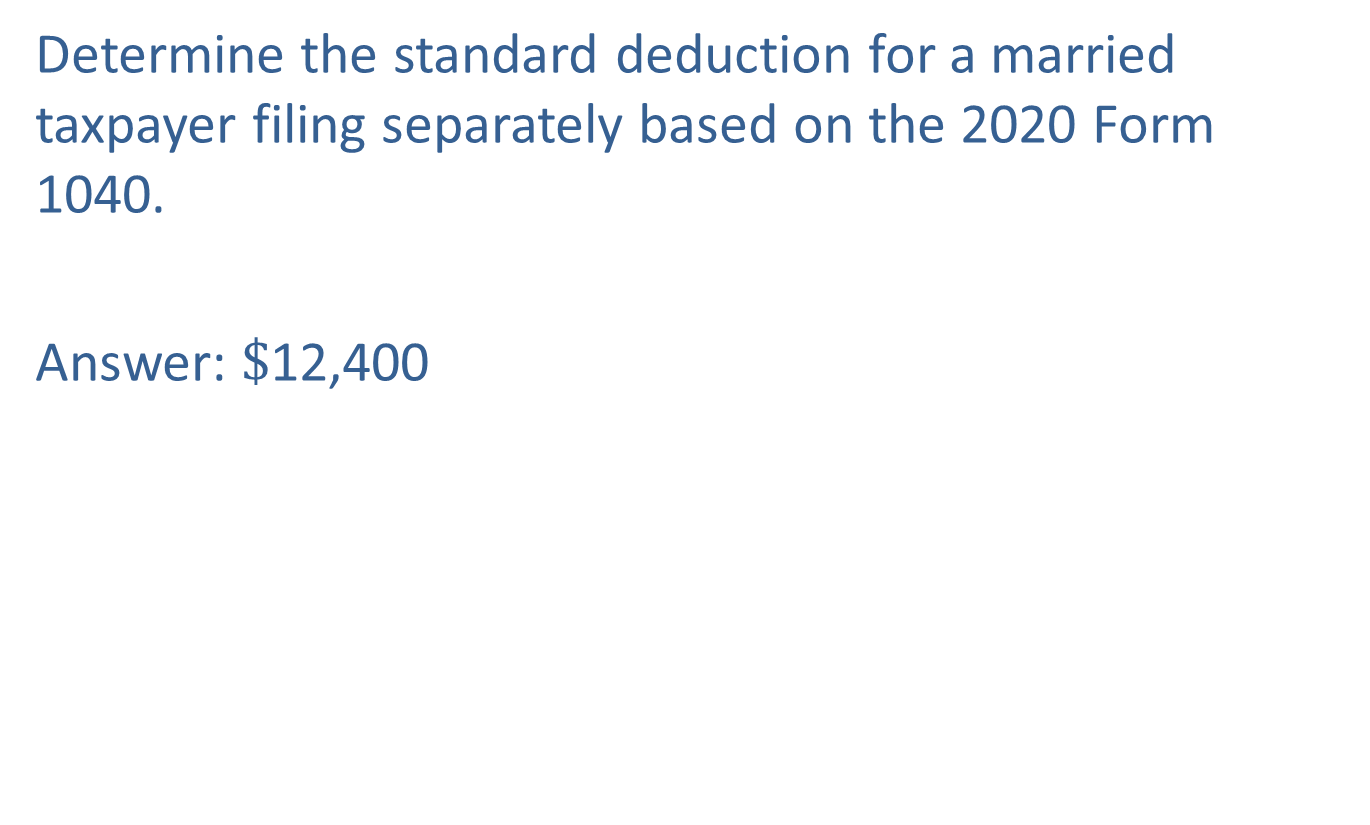 Determine the standard deduction for a married
taxpayer filing separately based on the 2020 Form
1040.
Answer: $12,400